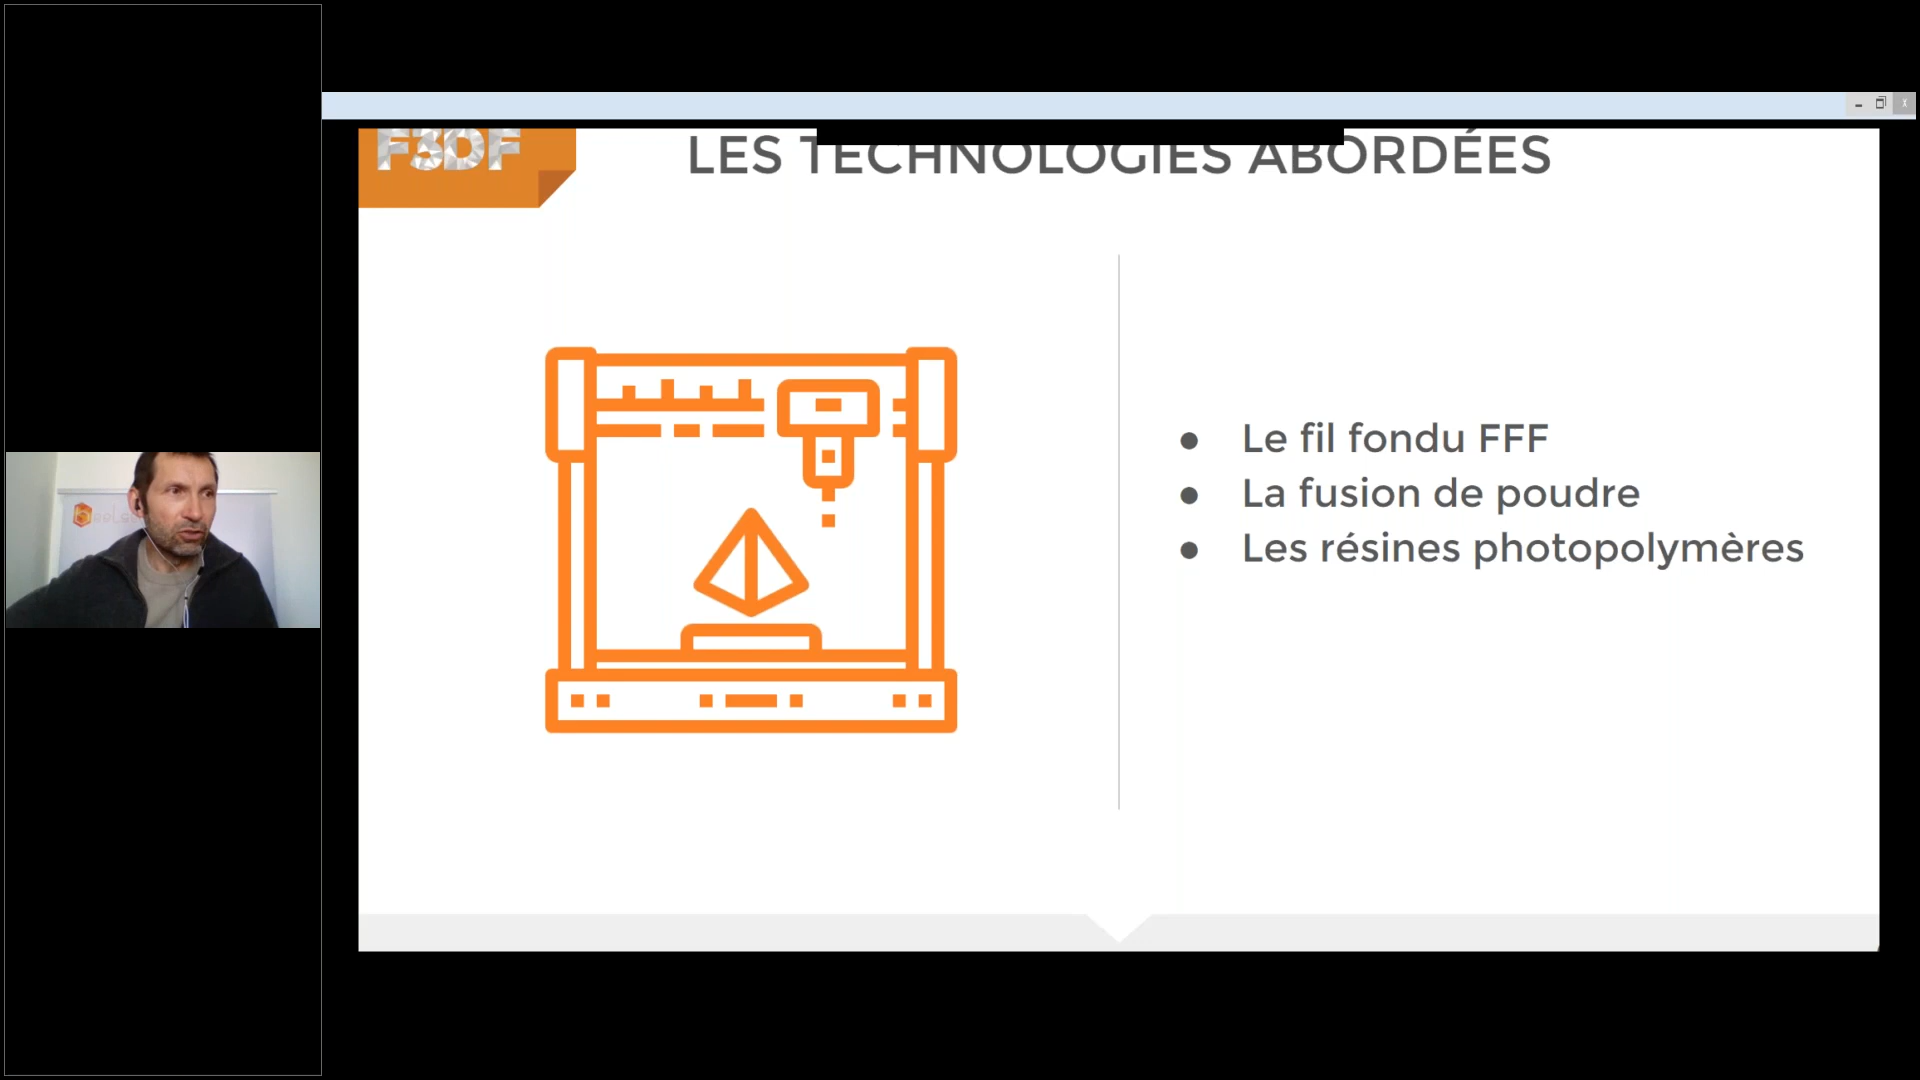 F3DF
LES TECHNOLOGIES ABORDÉES
● Le fil fondu FFF
● La fusion de poudre
● Les résines photopolymères